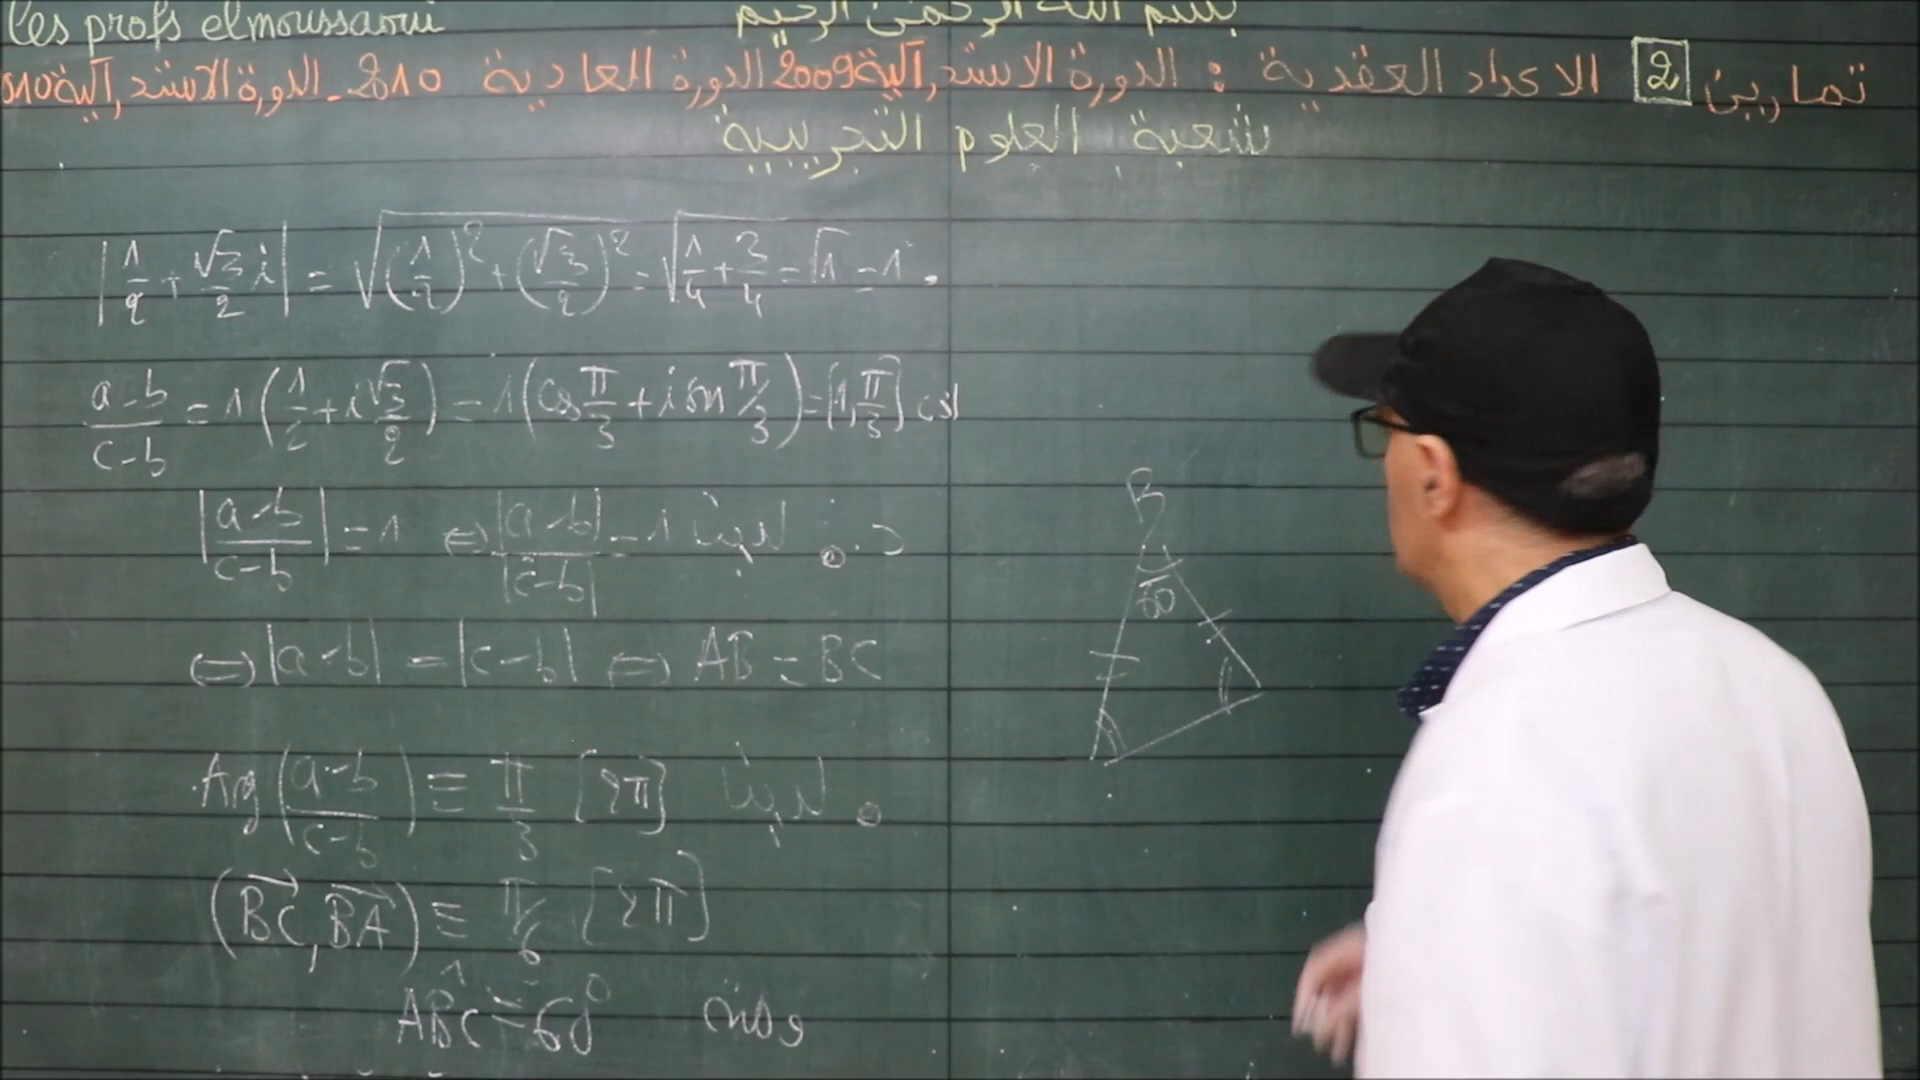 les profs elmoussaoui
بسم الله الرحمن الرحيم
تمارين 2 الاعداد العقدية : الدورة الاستدراكية 2009 الدورة العادية 2010 - الدورة الاستدراكية 010
شعبة العلوم التجريبية
|1/2 + √3/2 i| = √((1/2)² + (√3/2)²) = √(1/4 + 3/4) = √1 = 1 .
(a-b)/(c-b) = 1(1/2 + i √3/2) = 1(cos π/3 + i sin π/3) = [1, π/3] اذن
|(a-b)/(c-b)| = 1 ⇔ |a-b|/|c-b| = 1 لدينا
⇔ |a-b| = |c-b| ⇔ AB = BC
Arg((a-b)/(c-b)) ≡ π/3 [2π] لدينا
(BC, BA) ≡ π/6 [2π]
ABC = 60° ومنه
B
60